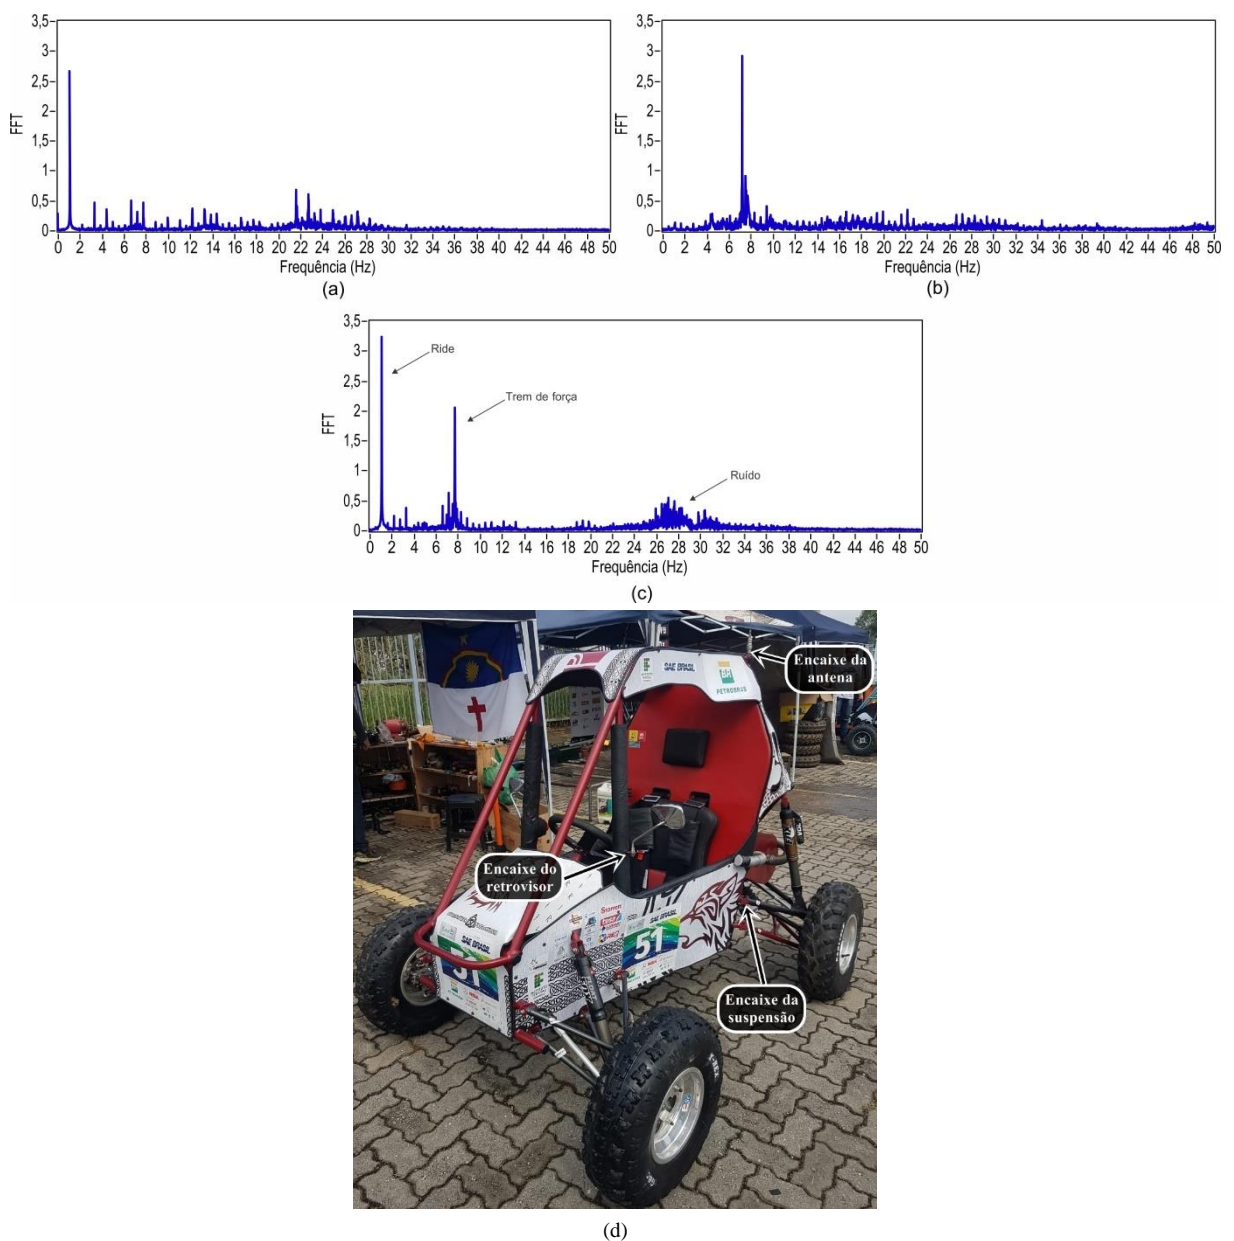 3,5
3
2,5
2
1,5
1
0,5
0
FFT
0 2 4 6 8 10 12 14 16 18 20 22 24 26 28 30 32 34 36 38 40 42 44 46 48 50
Frequência (Hz)
(a)
3,5
3
2,5
2
1,5
1
0,5
0
FFT
0 2 4 6 8 10 12 14 16 18 20 22 24 26 28 30 32 34 36 38 40 42 44 46 48 50
Frequência (Hz)
(b)
3,5
3
2,5
2
1,5
1
0,5
0
FFT
Ride
Trem de força
Ruído
0 2 4 6 8 10 12 14 16 18 20 22 24 26 28 30 32 34 36 38 40 42 44 46 48 50
Frequência (Hz)
(c)
Encaixe da
antena
SAE BRASIL
BR
PETROBRAS
Encaixe do
retrovisor
SAE BRASIL
51
SAE BRASIL
51
Encaixe da
suspensão
(d)